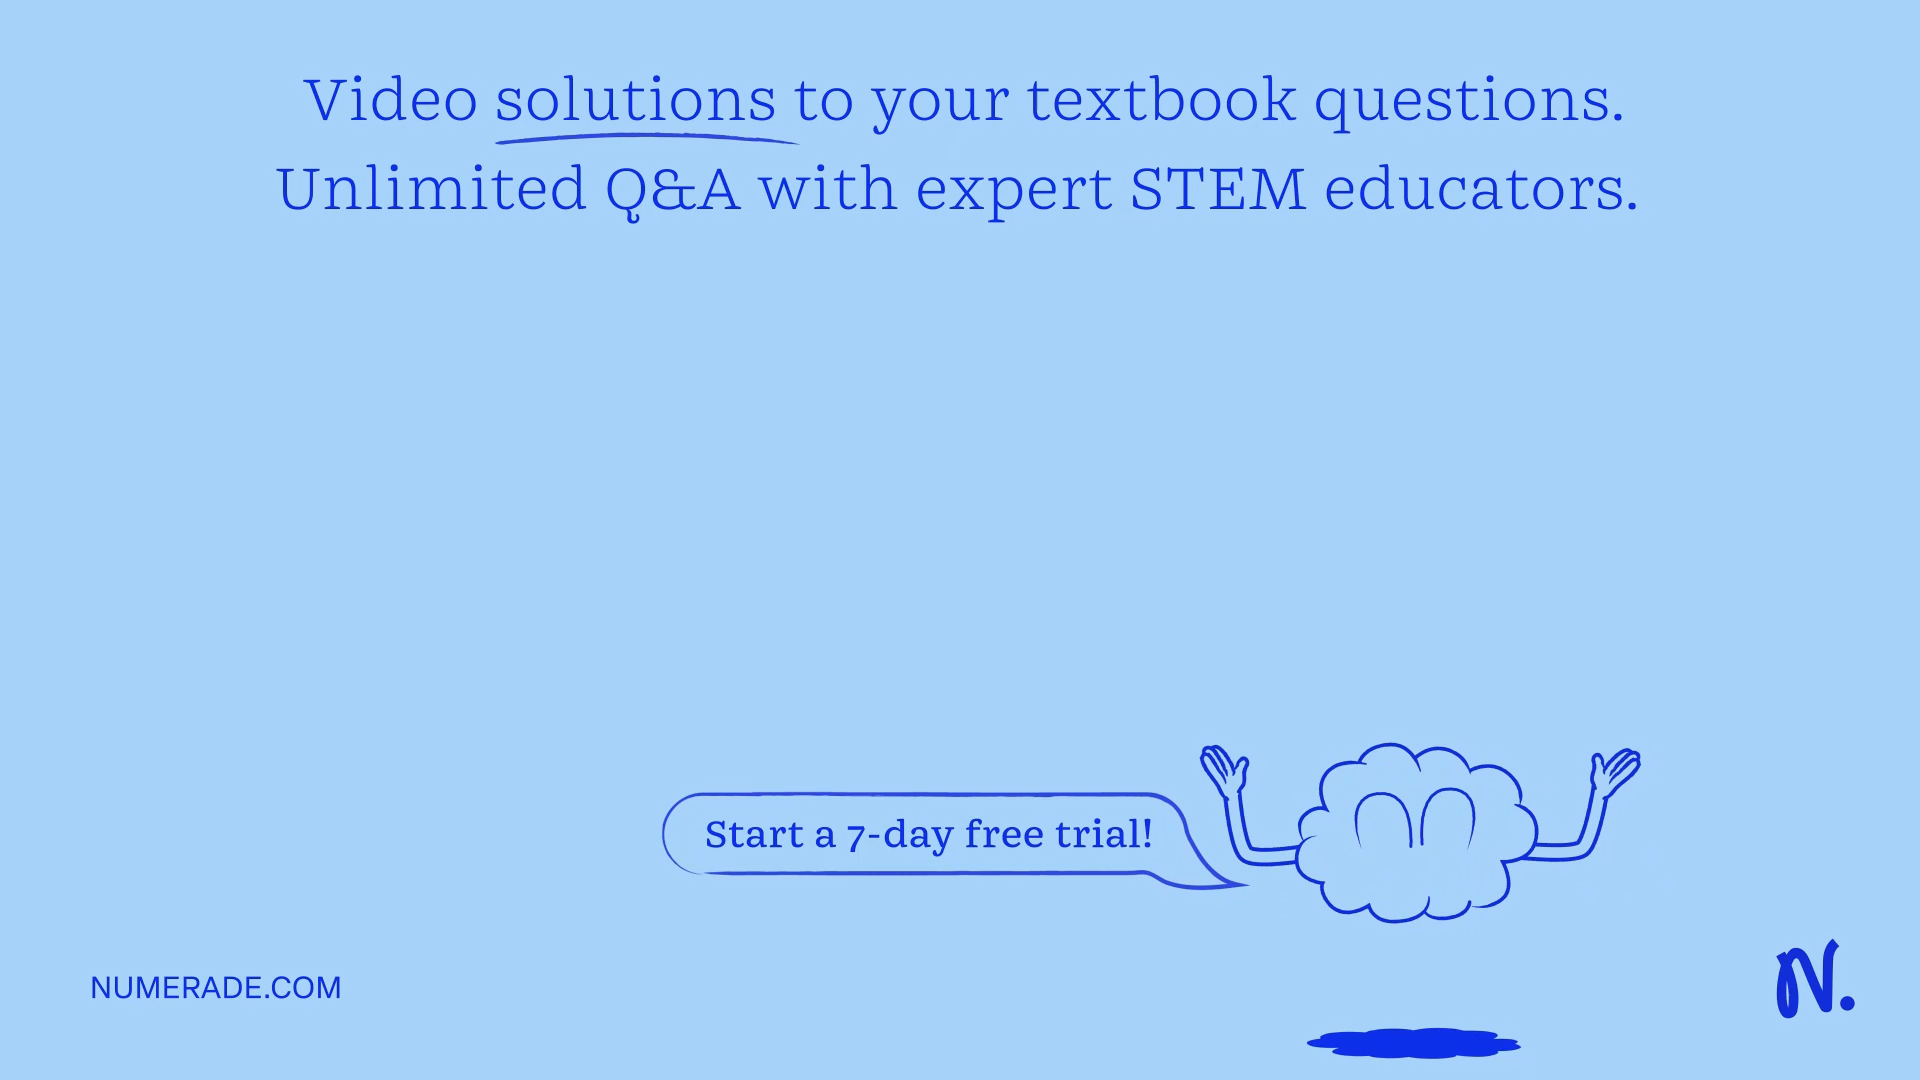 Video solutions to your textbook questions.
Unlimited Q&A with expert STEM educators.
Start a 7-day free trial!
NUMERADE.COM
N.